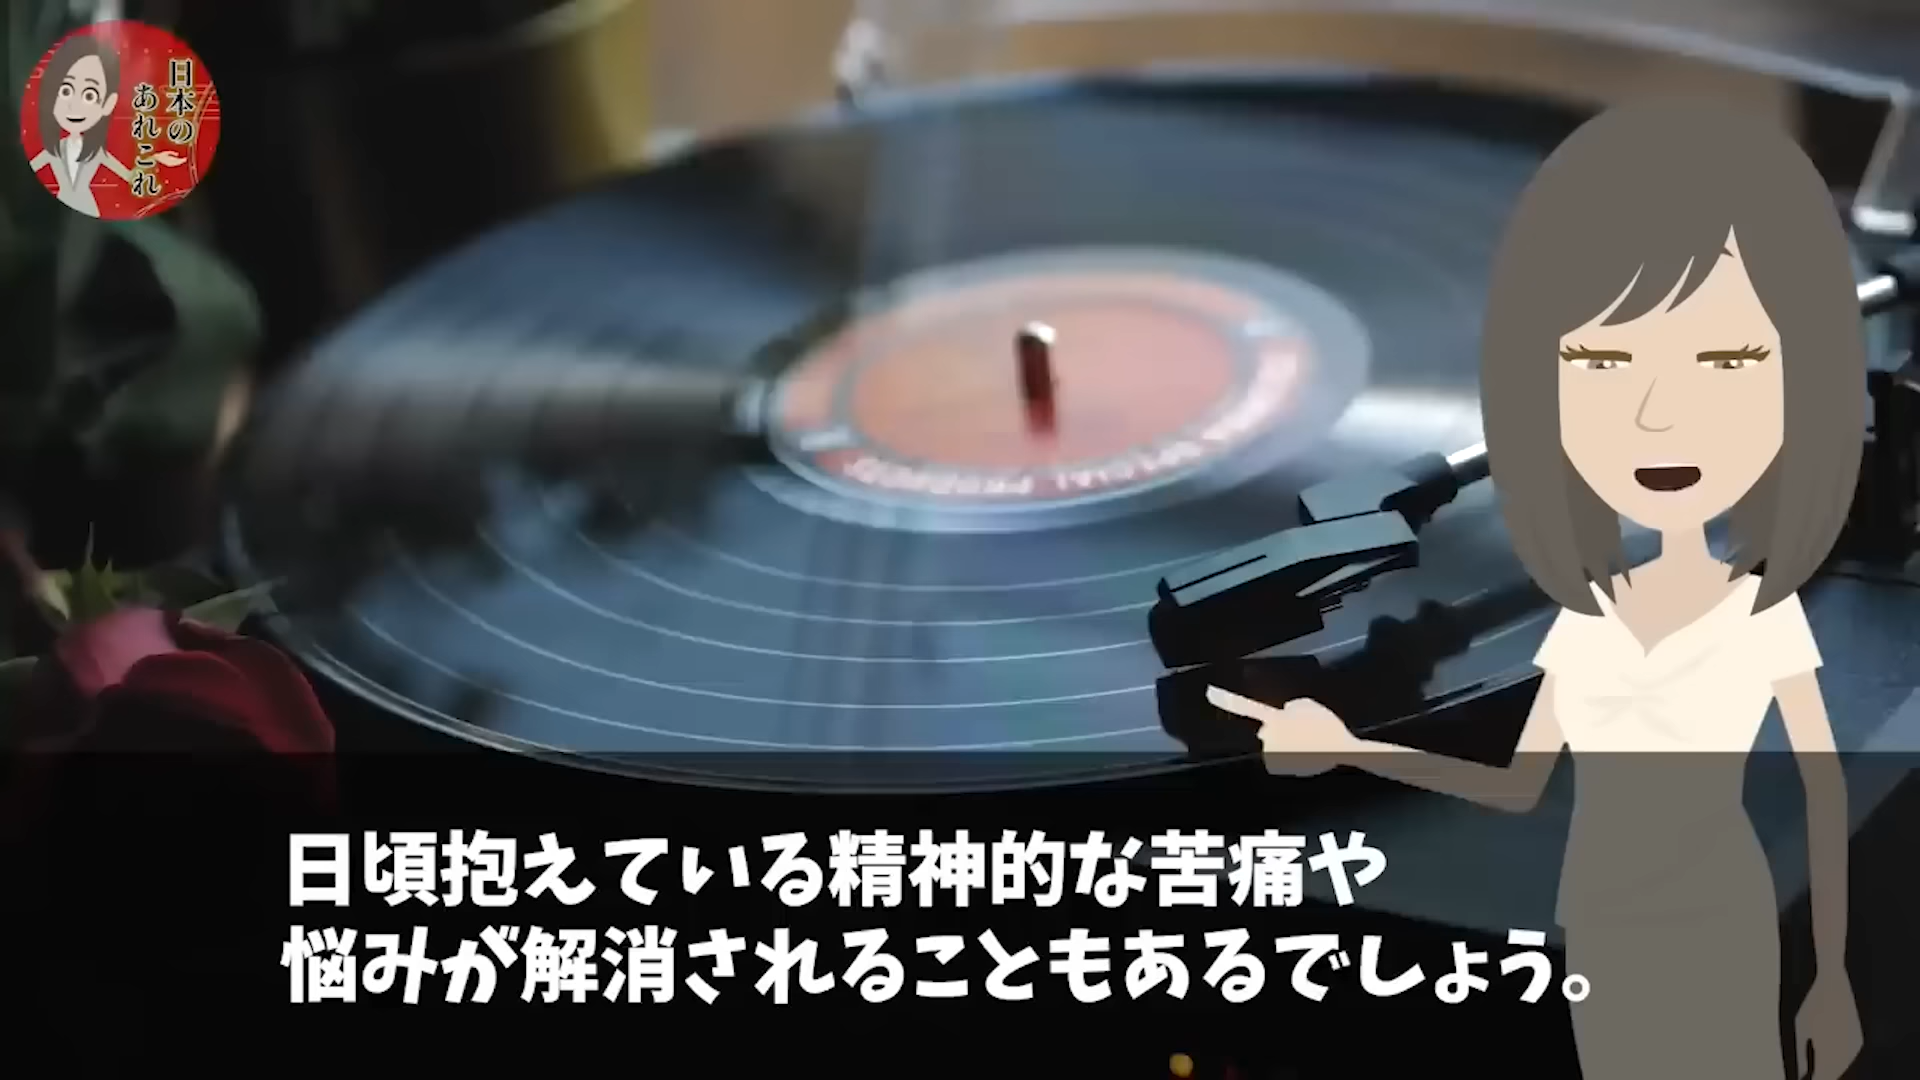 日本の
あれこれ
日頃抱えている精神的な苦痛や
悩みが解消されることもあるでしょう。